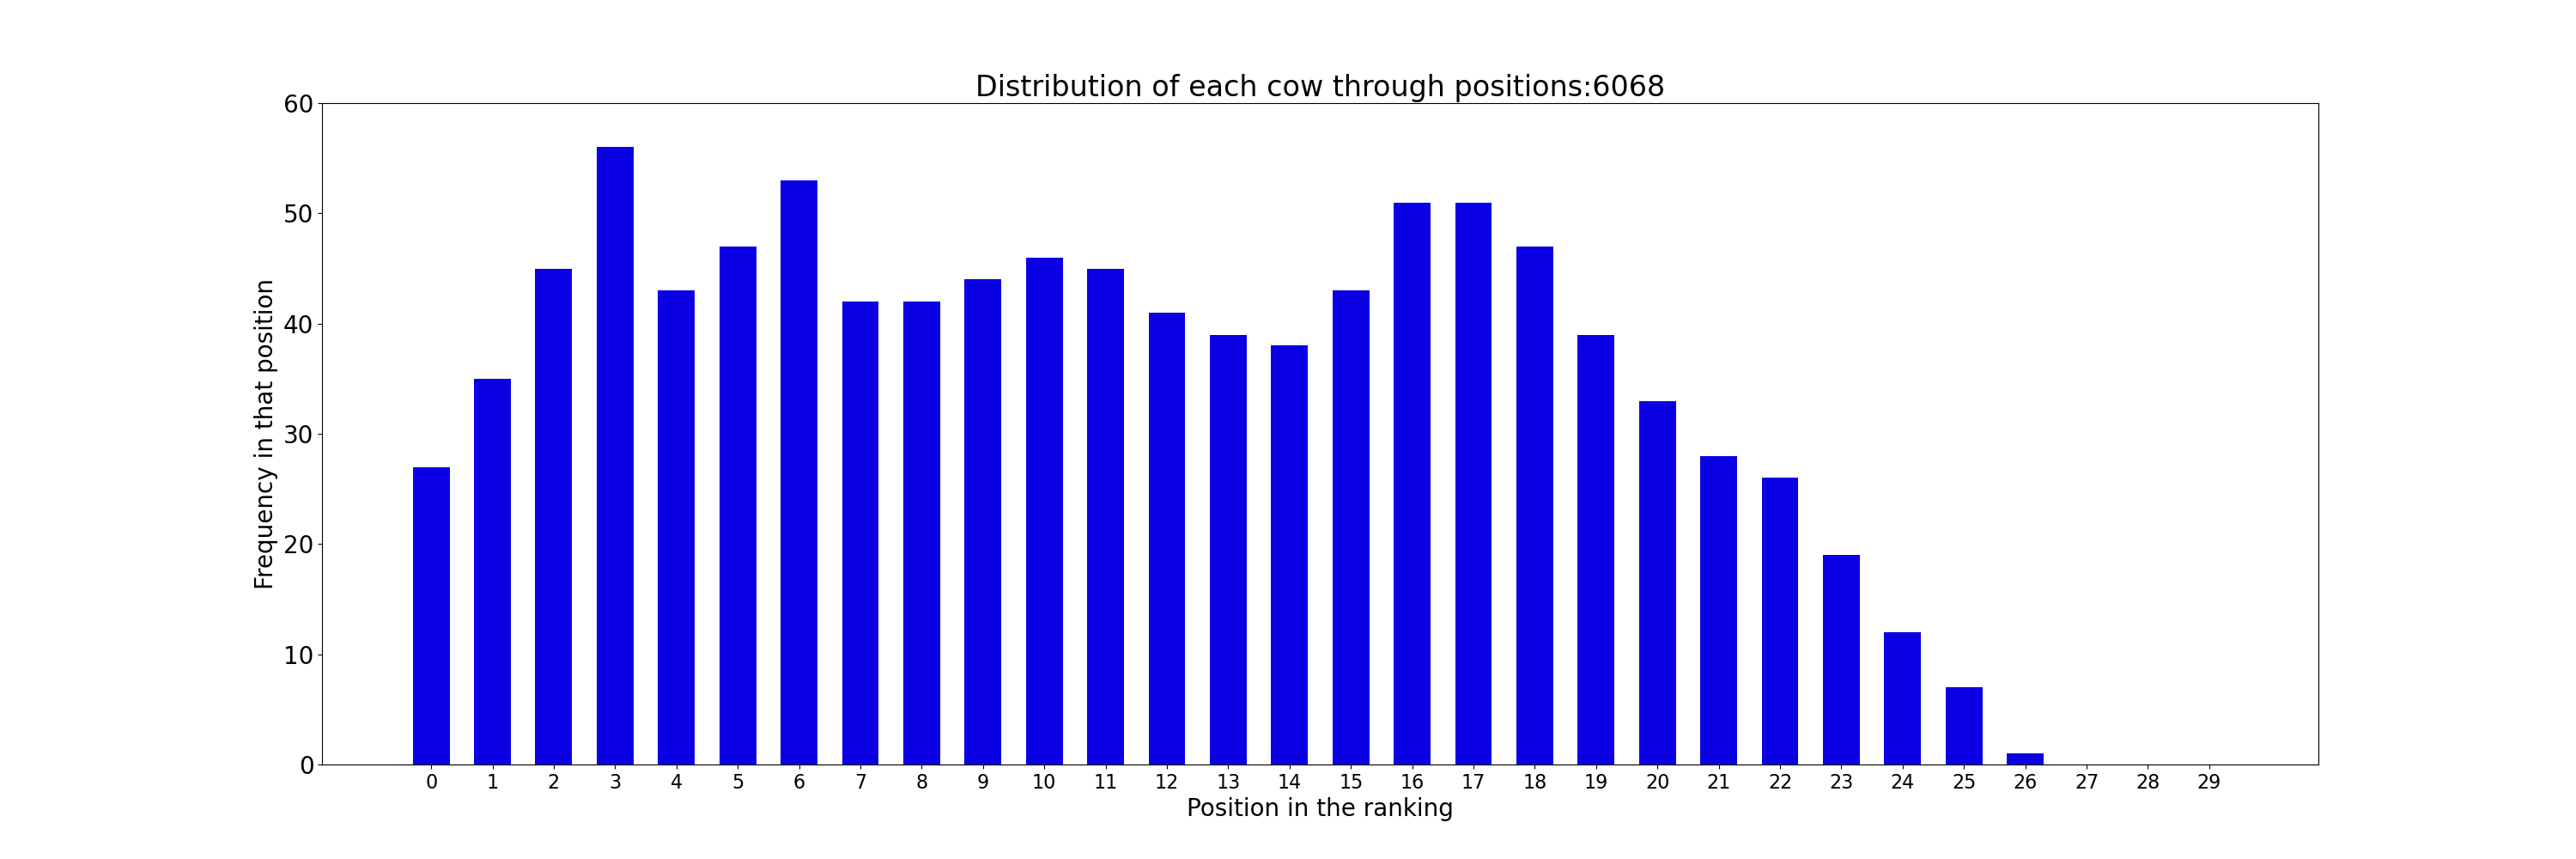 Distribution of each cow through positions:6068
60
50
40
30
20
10
0
Frequency in that position
0 1 2 3 4 5 6 7 8 9 10 11 12 13 14 15 16 17 18 19 20 21 22 23 24 25 26 27 28 29
Position in the ranking